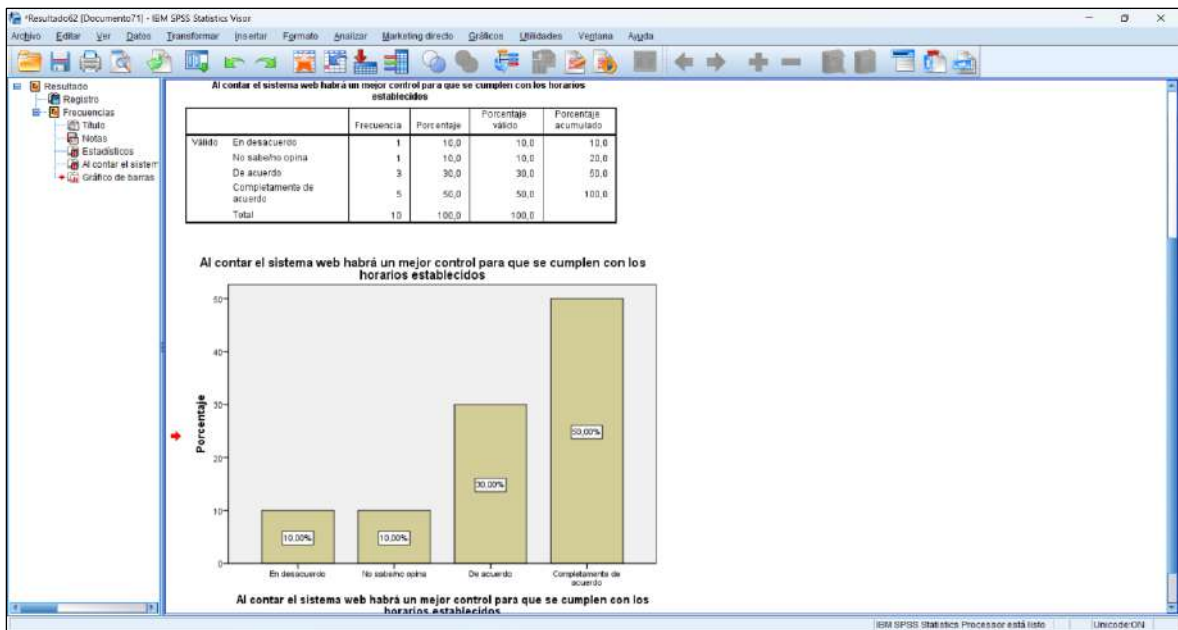 *Resultado62 [Documento71] - IBM SPSS Statistics Visor
Archivo Editar Ver Datos Transformar Insertar Formato Analizar Marketing directo Gráficos Utilidades Ventana Ayuda
Resultado
Registro
Frecuencias
Título
Notas
Estadísticos
Al contar el sistem
Gráfico de barras
Al contar el sistema web habrá un mejor control para que se cumplen con los horarios
establecidos
Frecuencia Porcentaje Porcentaje válido Porcentaje acumulado
Válido En desacuerdo 1 10,0 10,0 10,0
No sabe/no opina 1 10,0 10,0 20,0
De acuerdo 3 30,0 30,0 50,0
Completamente de acuerdo 5 50,0 50,0 100,0
Total 10 100,0 100,0
Al contar el sistema web habrá un mejor control para que se cumplen con los
horarios establecidos
Porcentaje
50
40
30
20
10
0
50,00%
30,00%
10,00% 10,00%
En desacuerdo No sabe/no opina De acuerdo Completamente de acuerdo
Al contar el sistema web habrá un mejor control para que se cumplen con los
horarios establecidos
IBM SPSS Statistics Processor está listo Unicode:ON